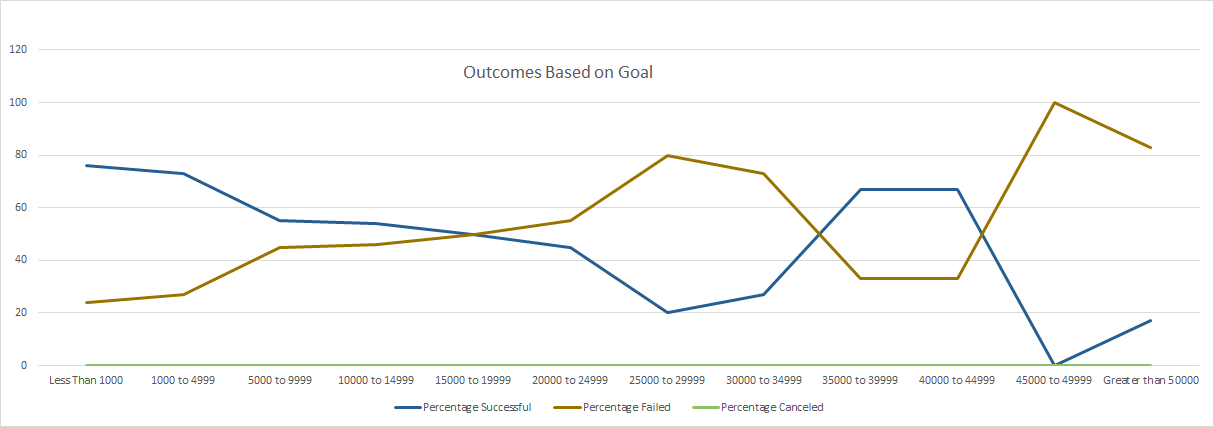 Outcomes Based on Goal
120
100
80
60
40
20
0
Less Than 1000 1000 to 4999 5000 to 9999 10000 to 14999 15000 to 19999 20000 to 24999 25000 to 29999 30000 to 34999 35000 to 39999 40000 to 44999 45000 to 49999 Greater than 50000
Percentage Successful Percentage Failed Percentage Canceled